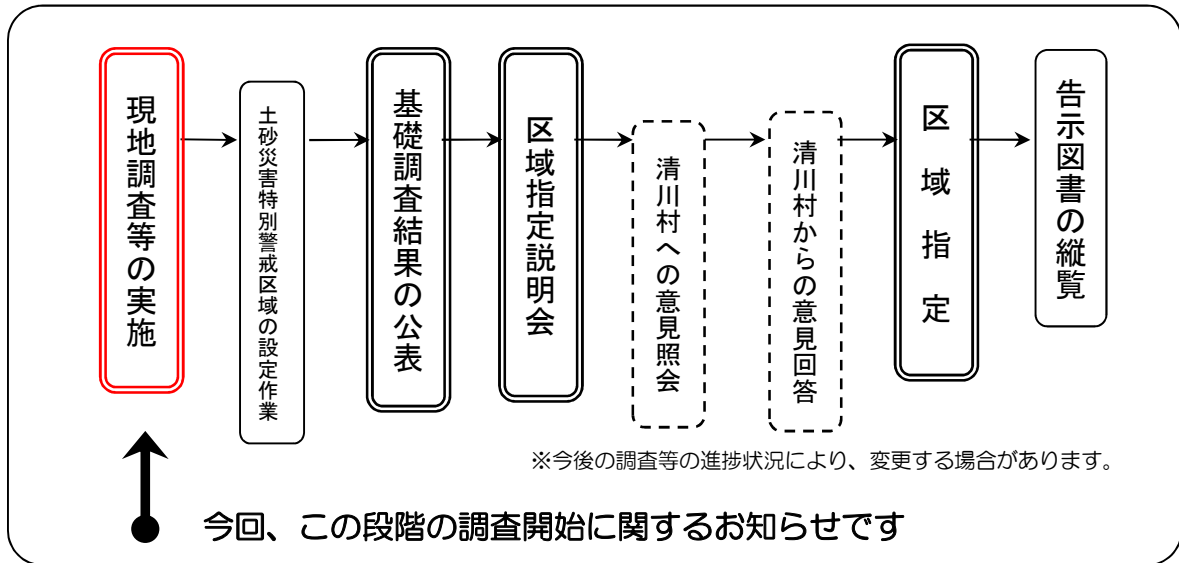 現地調査等の実施
土砂災害特別警戒区域の設定作業
基礎調査結果の公表
区域指定説明会
清川村への意見照会
清川村からの意見回答
区域指定
告示図書の縦覧
※今後の調査等の進捗状況により、変更する場合があります。
今回、この段階の調査開始に関するお知らせです